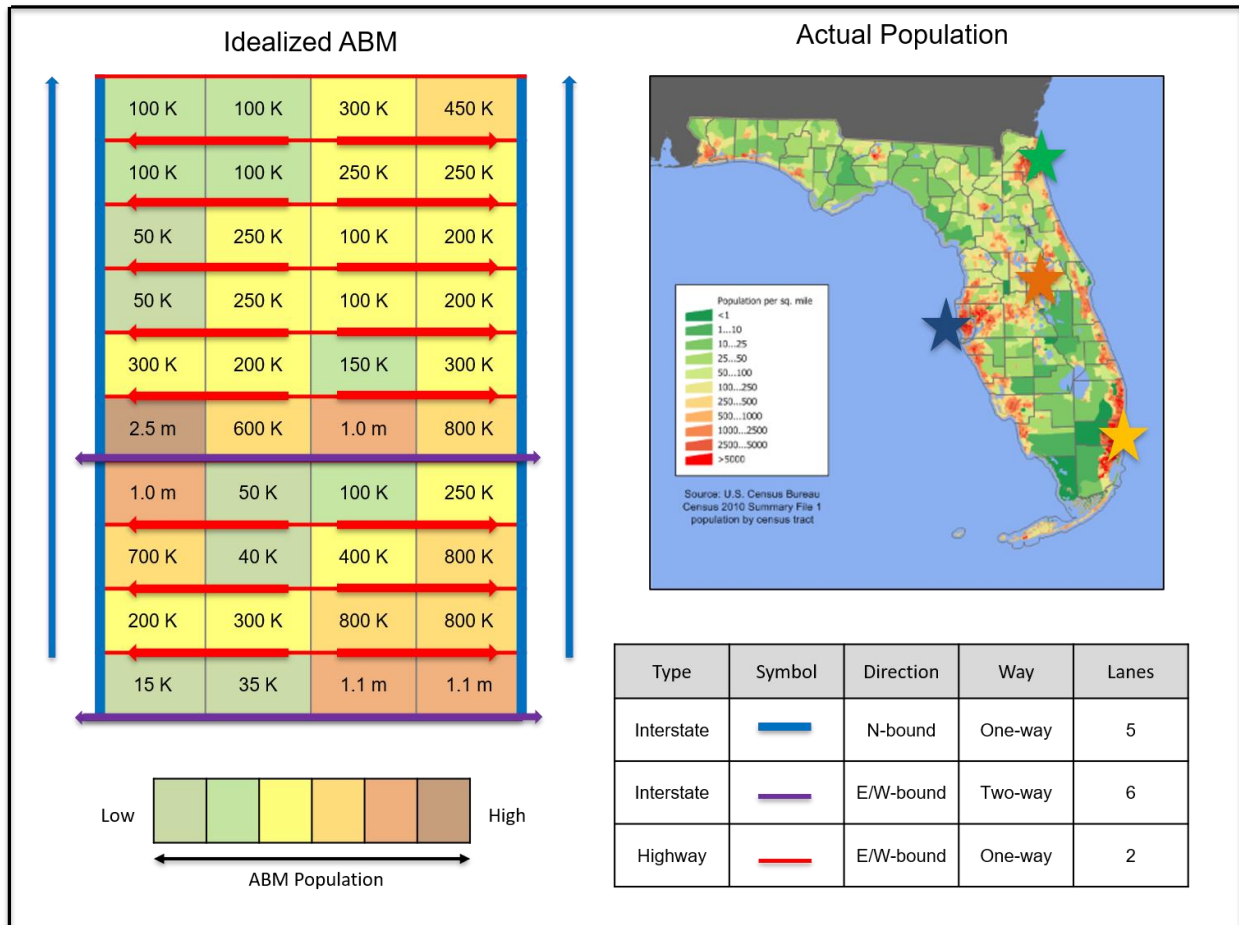 Idealized ABM
100 K 100 K 300 K 450 K
100 K 100 K 250 K 250 K
50 K 250 K 100 K 200 K
50 K 250 K 100 K 200 K
300 K 200 K 150 K 300 K
2.5 m 600 K 1.0 m 800 K
1.0 m 50 K 100 K 250 K
700 K 40 K 400 K 800 K
200 K 300 K 800 K 800 K
15 K 35 K 1.1 m 1.1 m
Low High
ABM Population
Actual Population
Population per sq. mile
<1
1...10
10...25
25...50
50...100
100...250
250...500
500...1000
1000...2500
2500...5000
>5000
Source: U.S. Census Bureau
Census 2010 Summary File 1
population by census tract
Type Symbol Direction Way Lanes
Interstate N-bound One-way 5
Interstate E/W-bound Two-way 6
Highway E/W-bound One-way 2